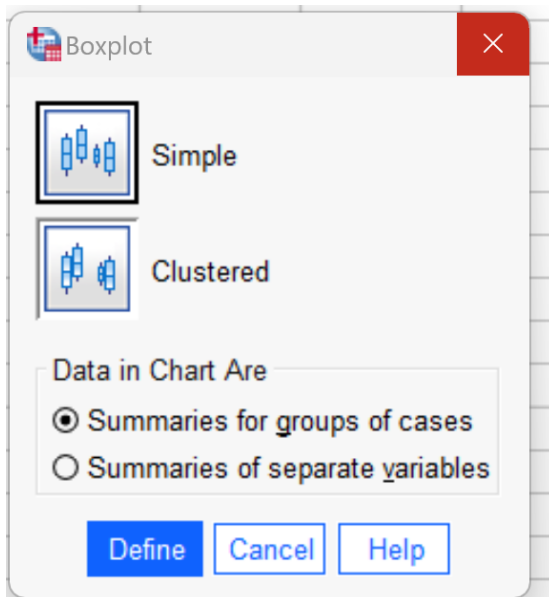 Boxplot
Simple
Clustered
Data in Chart Are
Summaries for groups of cases
Summaries of separate variables
Define Cancel Help